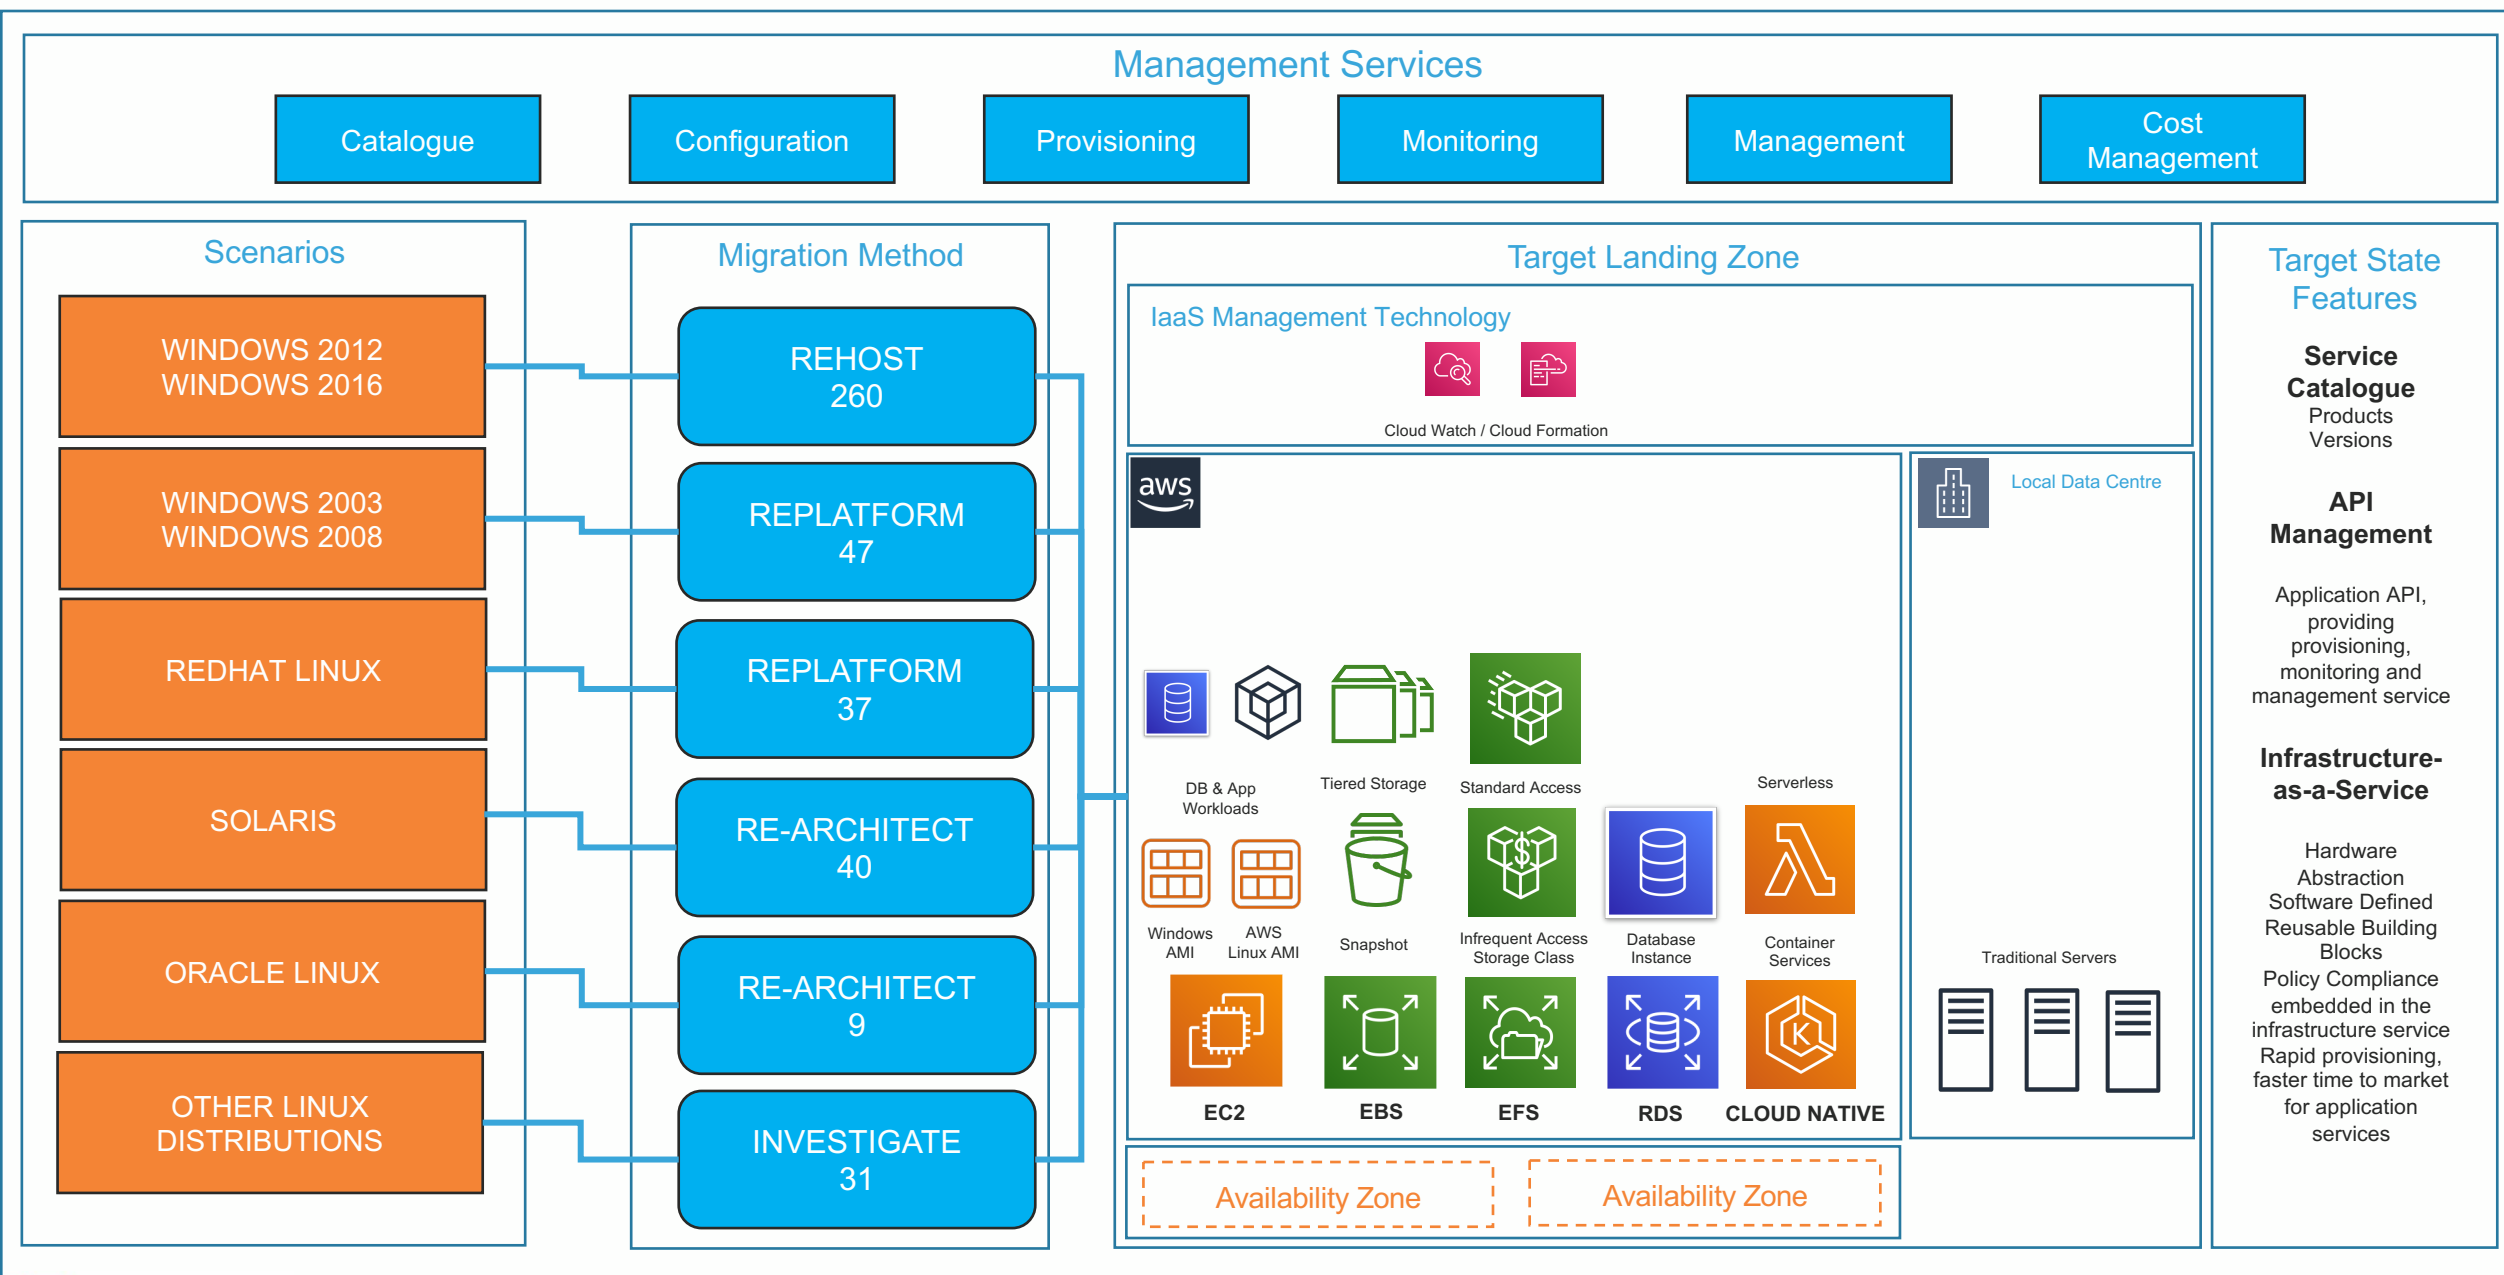 Management Services
Catalogue
Configuration
Provisioning
Monitoring
Management
Cost
Management
Scenarios
WINDOWS 2012
WINDOWS 2016
WINDOWS 2003
WINDOWS 2008
REDHAT LINUX
SOLARIS
ORACLE LINUX
OTHER LINUX
DISTRIBUTIONS
Migration Method
REHOST
260
REPLATFORM
47
REPLATFORM
37
RE-ARCHITECT
40
RE-ARCHITECT
9
INVESTIGATE
31
Target Landing Zone
IaaS Management Technology
Cloud Watch / Cloud Formation
aws
DB & App
Workloads
Tiered Storage
Standard Access
Serverless
$
Windows
AMI
AWS
Linux AMI
Snapshot
Infrequent Access
Storage Class
Database
Instance
Container
Services
K
EC2
EBS
EFS
RDS
CLOUD NATIVE
Availability Zone
Availability Zone
Local Data Centre
Traditional Servers
Target State
Features
Service
Catalogue
Products
Versions
API
Management
Application API,
providing
provisioning,
monitoring and
management service
Infrastructure-
as-a-Service
Hardware
Abstraction
Software Defined
Reusable Building
Blocks
Policy Compliance
embedded in the
infrastructure service
Rapid provisioning,
faster time to market
for application
services